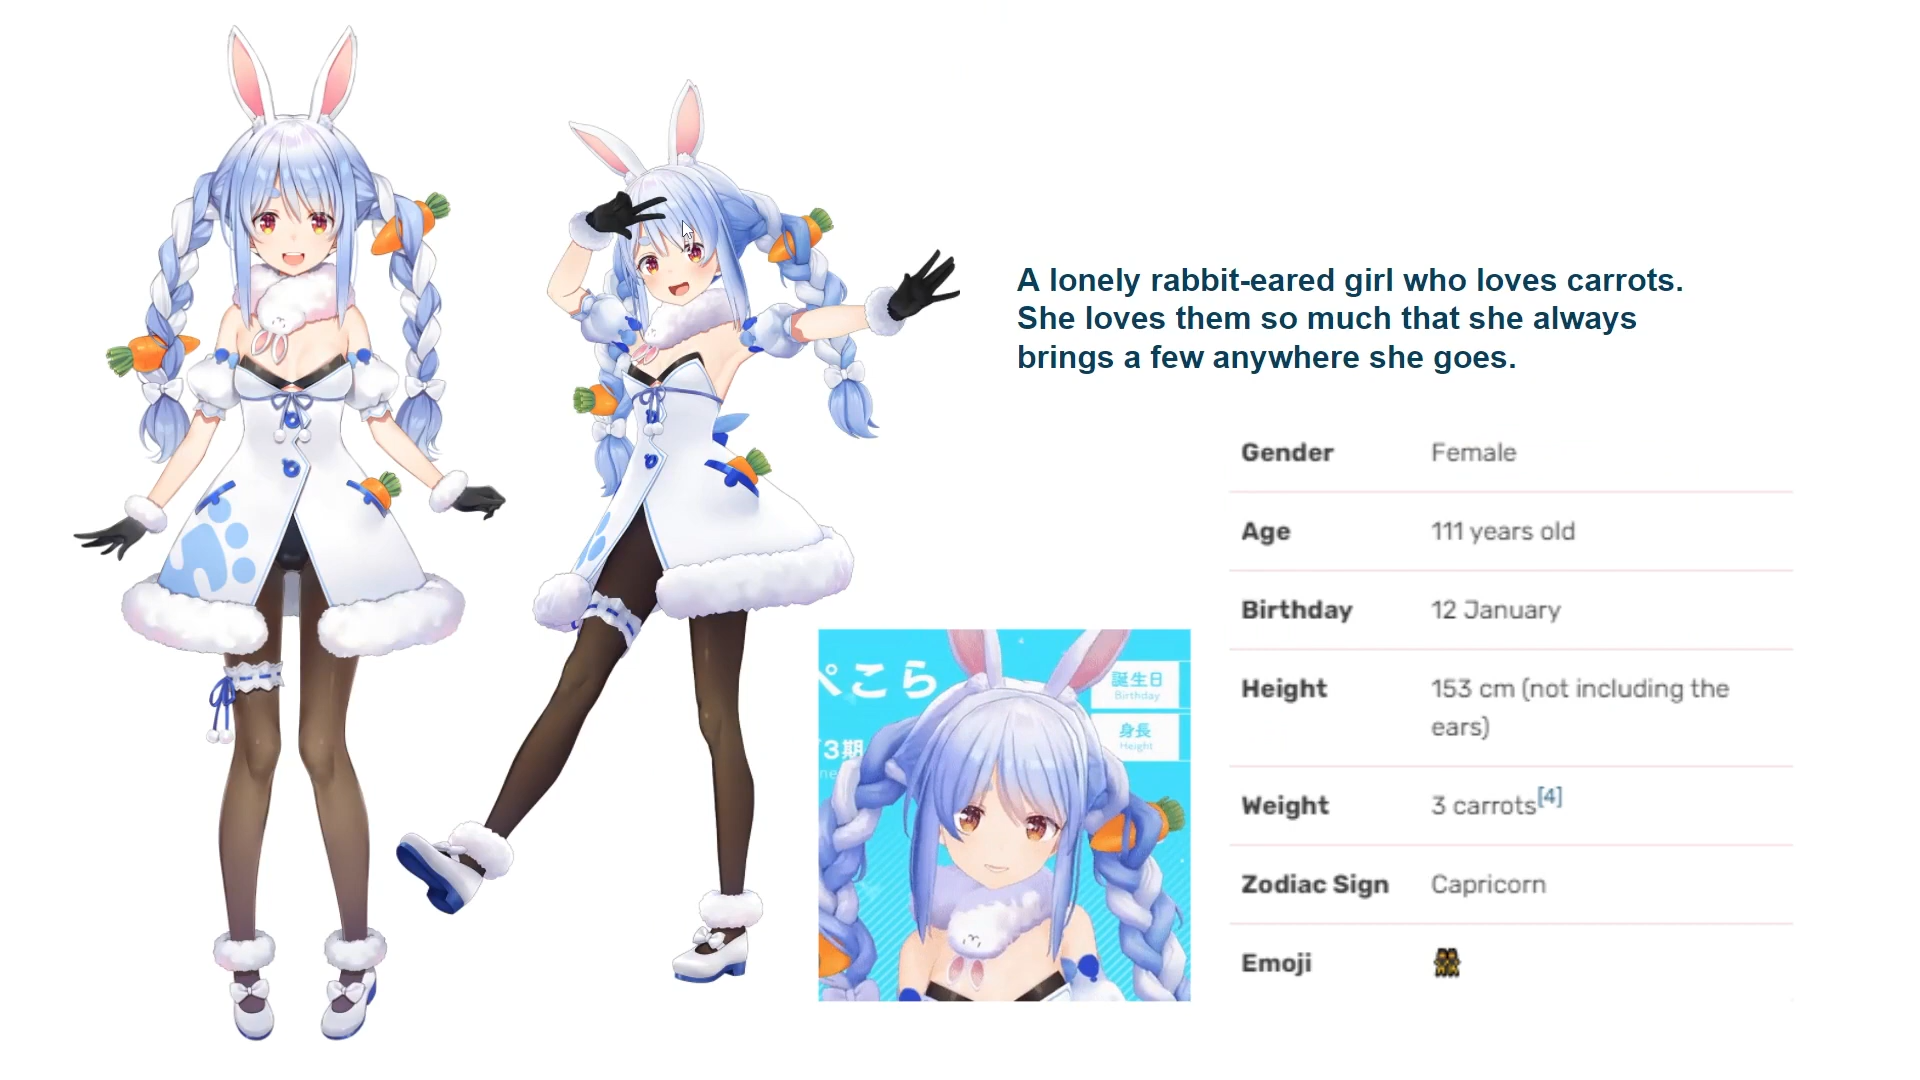 A lonely rabbit-eared girl who loves carrots.
She loves them so much that she always
brings a few anywhere she goes.
Gender Female
Age 111 years old
Birthday 12 January
Height 153 cm (not including the
ears)
Weight 3 carrots[4]
Zodiac Sign Capricorn
Emoji
ぺこら
誕生日
Birthday
身長
Height
3期
ne